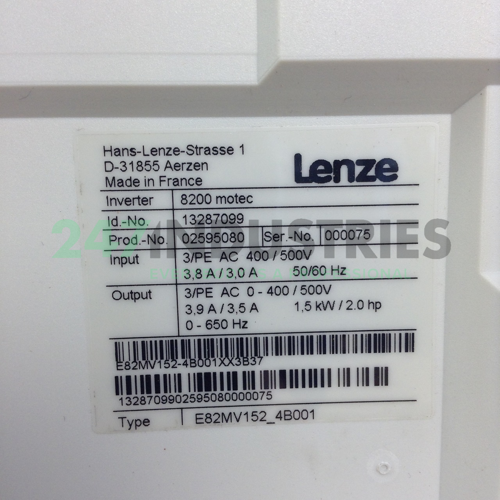 Hans-Lenze-Strasse 1
D-31855 Aerzen
Made in France
Lenze
Inverter 8200 motec
Id.-No. 13287099
Prod.-No. 02595080 Ser.-No. 000075
Input 3/PE AC 400 / 500V
3,8 A / 3,0 A 50/60 Hz
Output 3/PE AC 0 - 400 / 500V
3,9 A / 3,5 A 1,5 kW / 2.0 hp
0 - 650 Hz
E82MV152-4B001XX3B37
1328709902595080000075
Type E82MV152_4B001
247 INDUSTRIES